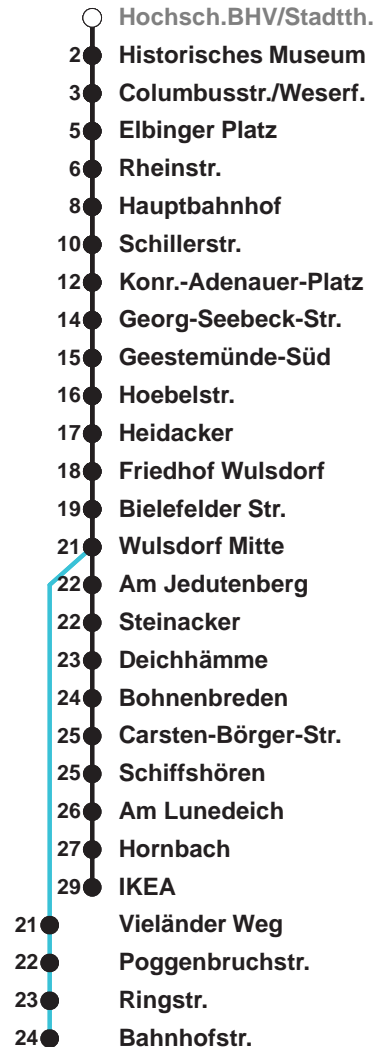 Hochsch.BHV/Stadtth.
2 Historisches Museum
3 Columbusstr./Weserf.
5 Elbinger Platz
6 Rheinstr.
8 Hauptbahnhof
10 Schillerstr.
12 Konr.-Adenauer-Platz
14 Georg-Seebeck-Str.
15 Geestemünde-Süd
16 Hoebelstr.
17 Heidacker
18 Friedhof Wulsdorf
19 Bielefelder Str.
21 Wulsdorf Mitte
22 Am Jedutenberg
22 Steinacker
23 Deichhämme
24 Bohnenbreden
25 Carsten-Börger-Str.
25 Schiffshören
26 Am Lunedeich
27 Hornbach
29 IKEA
21 Vieländer Weg
22 Poggenbruchstr.
23 Ringstr.
24 Bahnhofstr.